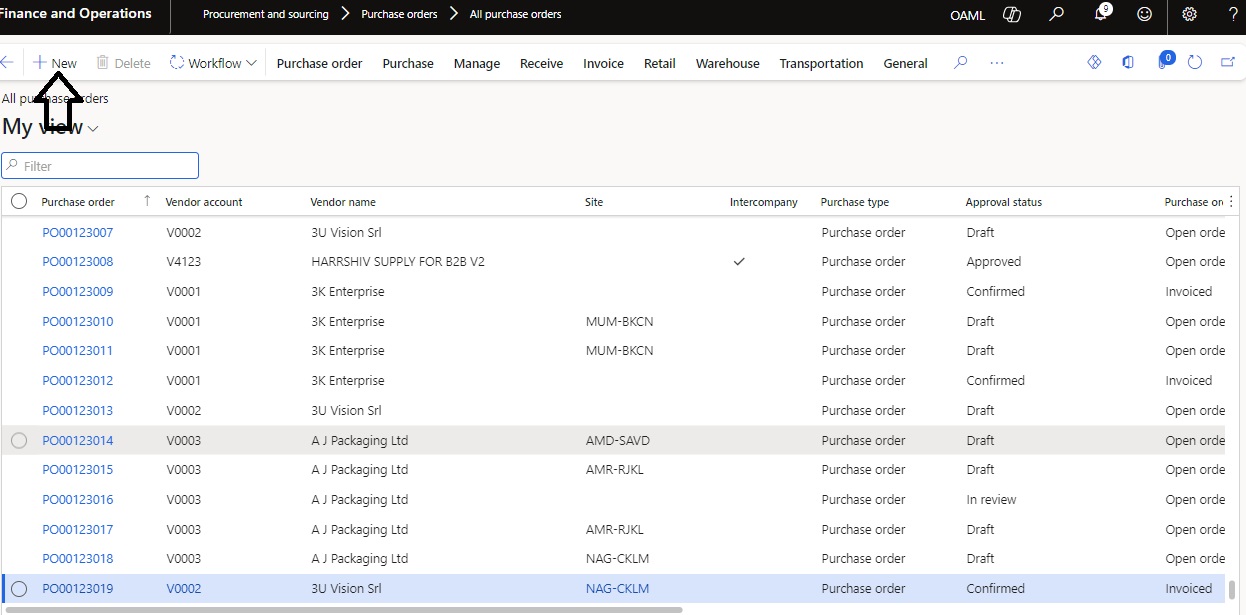 Finance and Operations Procurement and sourcing Purchase orders All purchase orders OAML 9 ?
New Delete Workflow Purchase order Purchase Manage Receive Invoice Retail Warehouse Transportation General ... 0
All purchase orders
My view
Filter
Purchase order ↑ Vendor account Vendor name Site Intercompany Purchase type Approval status Purchase or
PO00123007 V0002 3U Vision Srl Purchase order Draft Open orde
PO00123008 V4123 HARRSHIV SUPPLY FOR B2B V2 ✓ Purchase order Approved Open orde
PO00123009 V0001 3K Enterprise Purchase order Confirmed Invoiced
PO00123010 V0001 3K Enterprise MUM-BKCN Purchase order Draft Open orde
PO00123011 V0001 3K Enterprise MUM-BKCN Purchase order Draft Open orde
PO00123012 V0001 3K Enterprise Purchase order Confirmed Invoiced
PO00123013 V0002 3U Vision Srl Purchase order Draft Open orde
PO00123014 V0003 A J Packaging Ltd AMD-SAVD Purchase order Draft Open orde
PO00123015 V0003 A J Packaging Ltd AMR-RJKL Purchase order Draft Open orde
PO00123016 V0003 A J Packaging Ltd Purchase order In review Open orde
PO00123017 V0003 A J Packaging Ltd AMR-RJKL Purchase order Draft Open orde
PO00123018 V0003 A J Packaging Ltd NAG-CKLM Purchase order Draft Open orde
PO00123019 V0002 3U Vision Srl NAG-CKLM Purchase order Confirmed Invoiced